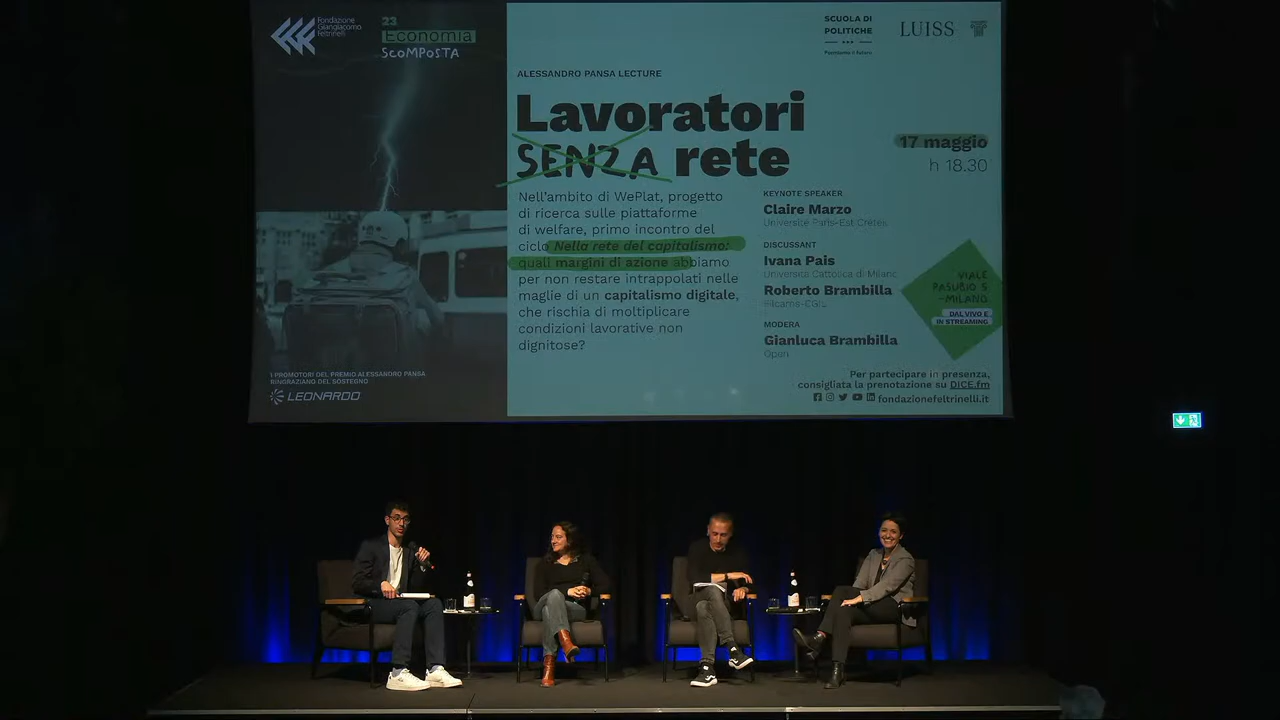 Fondazione
Giangiacomo
Feltrinelli
23
Economia
SCOMPOSTA
SCUOLA DI
POLITICHE
LUISS
ALESSANDRO PANSA LECTURE
Lavoratori
SENZA rete
17 maggio
h 18.30
Nell'ambito di WePlat, progetto
di ricerca sulle piattaforme
di welfare, primo incontro del
ciclo Nella rete del capitalismo:
quali margini di azione abbiamo
per non restare intrappolati nelle
maglie di un capitalismo digitale,
che rischia di moltiplicare
condizioni lavorative non
dignitose?
KEYNOTE SPEAKER
Claire Marzo
Université Paris-Est Créteil
DISCUSSANT
Ivana Pais
Università Cattolica di Milano
Roberto Brambilla
Filcams-CGIL
MODERA
Gianluca Brambilla
Open
VIALE
PASUBIO 5
-MILANO
DAL VIVO E
IN STREAMING
I PROMOTORI DEL PREMIO ALESSANDRO PANSA
RINGRAZIANO DEL SOSTEGNO
LEONARDO
Per partecipare in presenza,
consigliata la prenotazione su DICE.fm
fondazionefeltrinelli.it